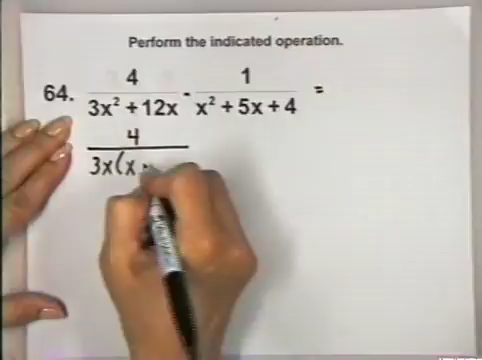 Perform the indicated operation.
64. 4/(3x² + 12x) - 1/(x² + 5x + 4) =
4/3x(x